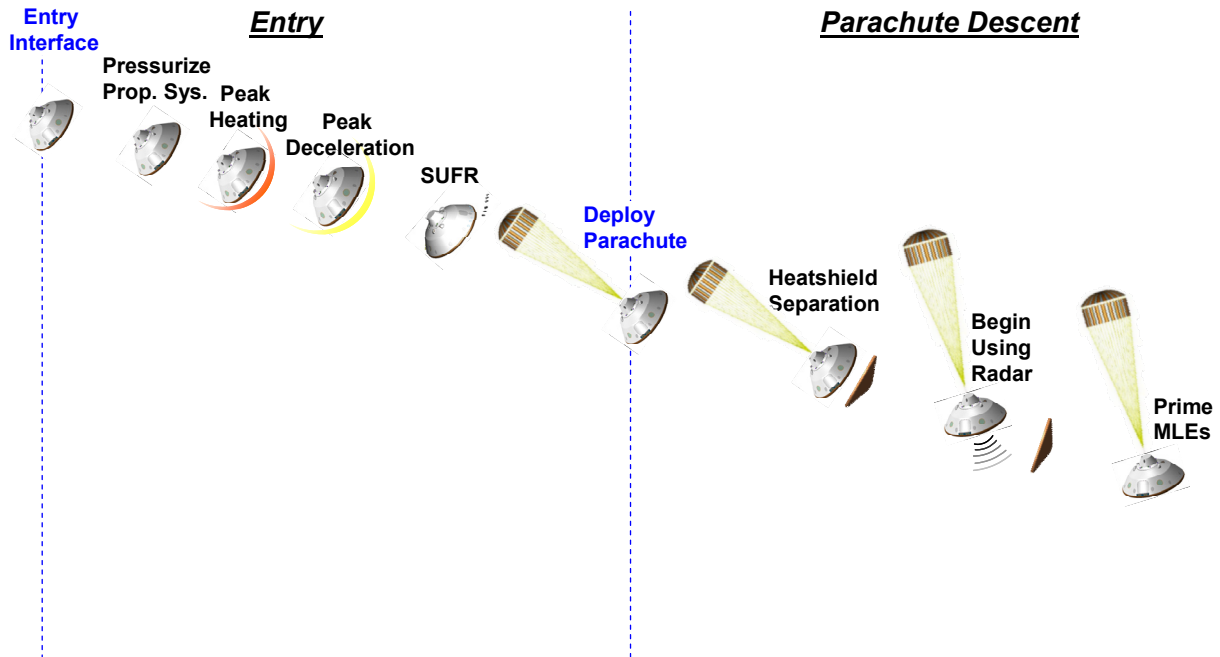 Entry
Interface
Entry
Parachute Descent
Pressurize
Prop. Sys.
Peak
Heating
Peak
Deceleration
SUFR
Deploy
Parachute
Heatshield
Separation
Begin
Using
Radar
Prime
MLEs